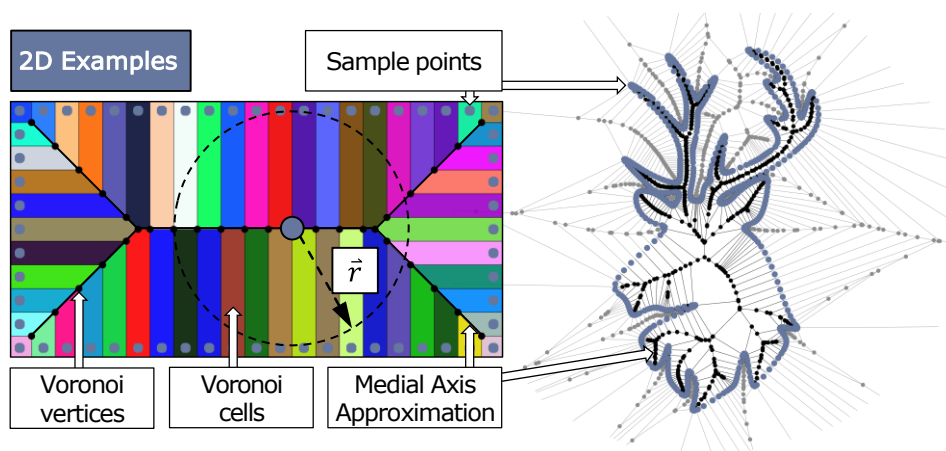 2D Examples
Sample points
r
Voronoi
vertices
Voronoi
cells
Medial Axis
Approximation